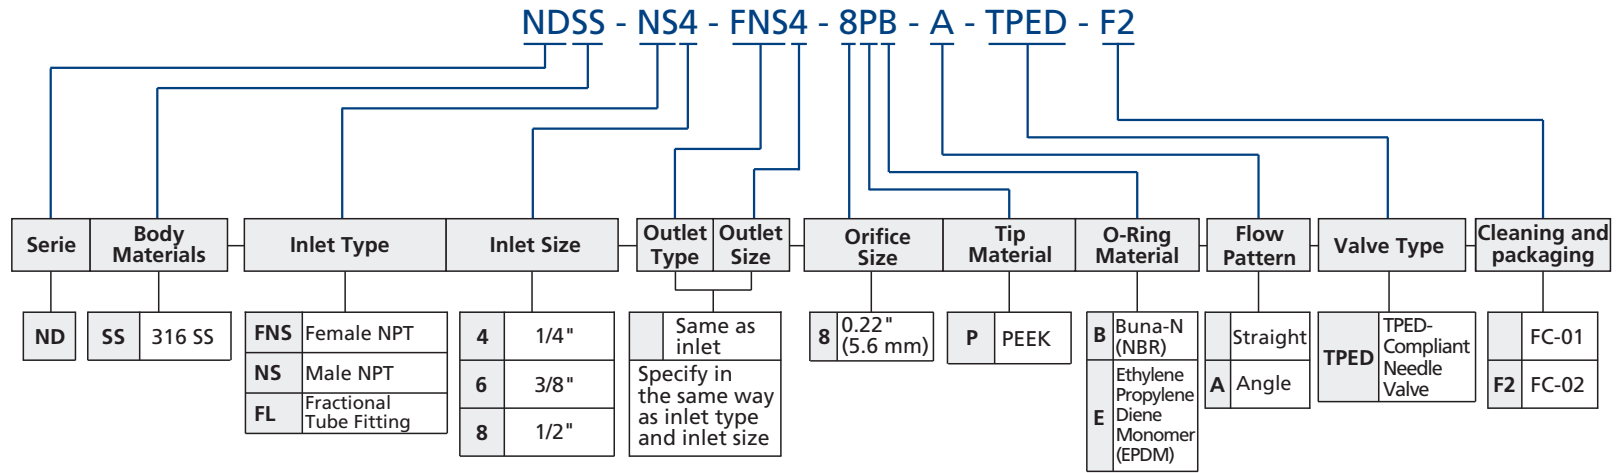 NDSS - NS4 - FNS4 - 8PB - A - TPED - F2
Serie
Body
Materials
Inlet Type
Inlet Size
Outlet
Type
Outlet
Size
Orifice
Size
Tip
Material
O-Ring
Material
Flow
Pattern
Valve Type
Cleaning and
packaging
ND
SS 316 SS
FNS Female NPT
NS Male NPT
FL Fractional
Tube Fitting
4 1/4"
6 3/8"
8 1/2"
Same as
inlet
Specify in
the same way
as inlet type
and inlet size
8 0.22"
(5.6 mm)
P PEEK
B Buna-N
(NBR)
E Ethylene
Propylene
Diene
Monomer
(EPDM)
Straight
A Angle
TPED TPED-
Compliant
Needle
Valve
FC-01
F2 FC-02